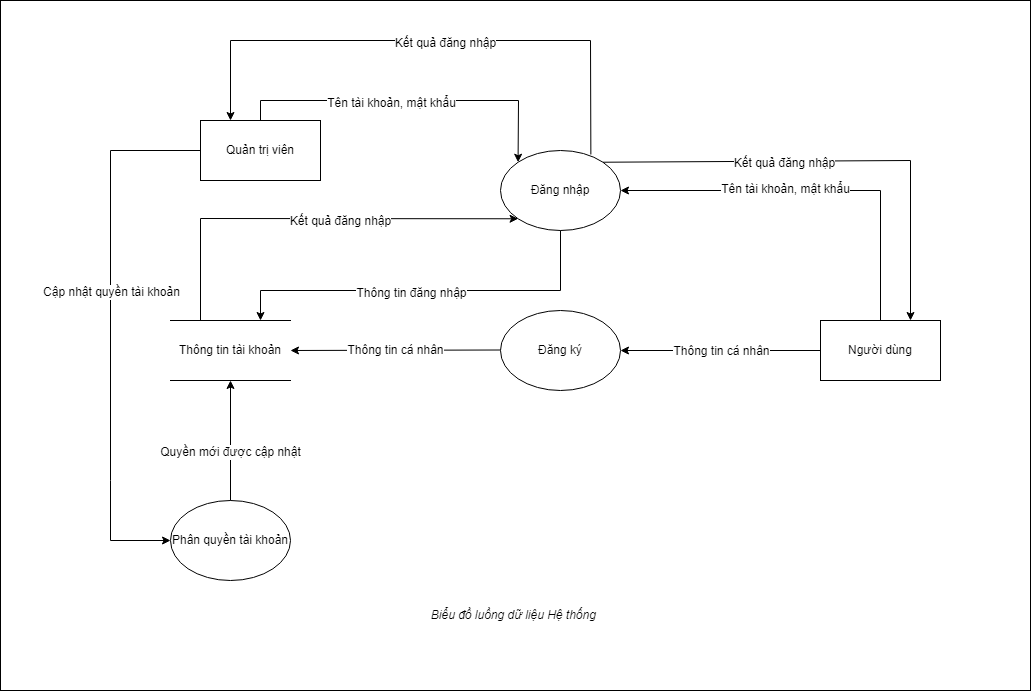 Kết quả đăng nhập
Tên tài khoản, mật khẩu
Quản trị viên
Kết quả đăng nhập
Đăng nhập
Tên tài khoản, mật khẩu
Kết quả đăng nhập
Cập nhật quyền tài khoản
Thông tin đăng nhập
Thông tin tài khoản
Thông tin cá nhân
Đăng ký
Thông tin cá nhân
Người dùng
Quyền mới được cập nhật
Phân quyền tài khoản
Biểu đồ luồng dữ liệu Hệ thống